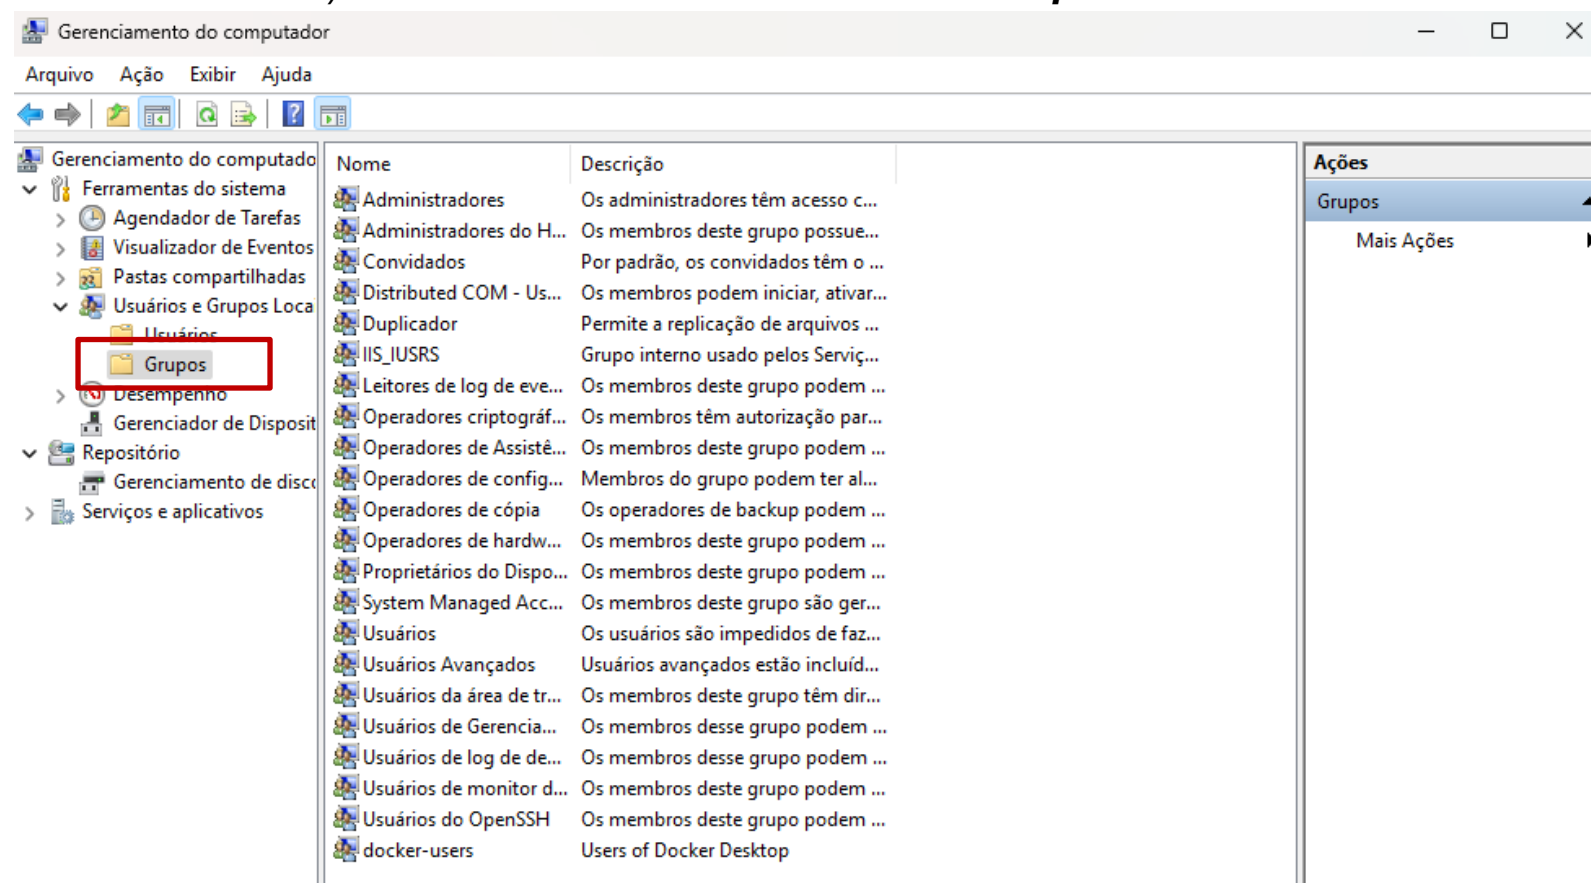 Gerenciamento do computador
Arquivo Ação Exibir Ajuda
Gerenciamento do computado
Ferramentas do sistema
Agendador de Tarefas
Visualizador de Eventos
Pastas compartilhadas
Usuários e Grupos Loca
Usuários
Grupos
Desempenho
Gerenciador de Disposit
Repositório
Gerenciamento de disco
Serviços e aplicativos
Nome Descrição
Administradores Os administradores têm acesso c...
Administradores do H... Os membros deste grupo possue...
Convidados Por padrão, os convidados têm o ...
Distributed COM - Us... Os membros podem iniciar, ativar...
Duplicador Permite a replicação de arquivos ...
IIS_IUSRS Grupo interno usado pelos Serviç...
Leitores de log de eve... Os membros deste grupo podem ...
Operadores criptográf... Os membros têm autorização par...
Operadores de Assistê... Os membros deste grupo podem ...
Operadores de config... Membros do grupo podem ter al...
Operadores de cópia Os operadores de backup podem ...
Operadores de hardw... Os membros deste grupo podem ...
Proprietários do Dispo... Os membros deste grupo podem ...
System Managed Acc... Os membros deste grupo são ger...
Usuários Os usuários são impedidos de faz...
Usuários Avançados Usuários avançados estão incluíd...
Usuários da área de tr... Os membros deste grupo têm dir...
Usuários de Gerencia... Os membros desse grupo podem ...
Usuários de log de de... Os membros desse grupo podem ...
Usuários de monitor d... Os membros deste grupo podem ...
Usuários do OpenSSH Os membros deste grupo podem ...
docker-users Users of Docker Desktop
Ações
Grupos
Mais Ações